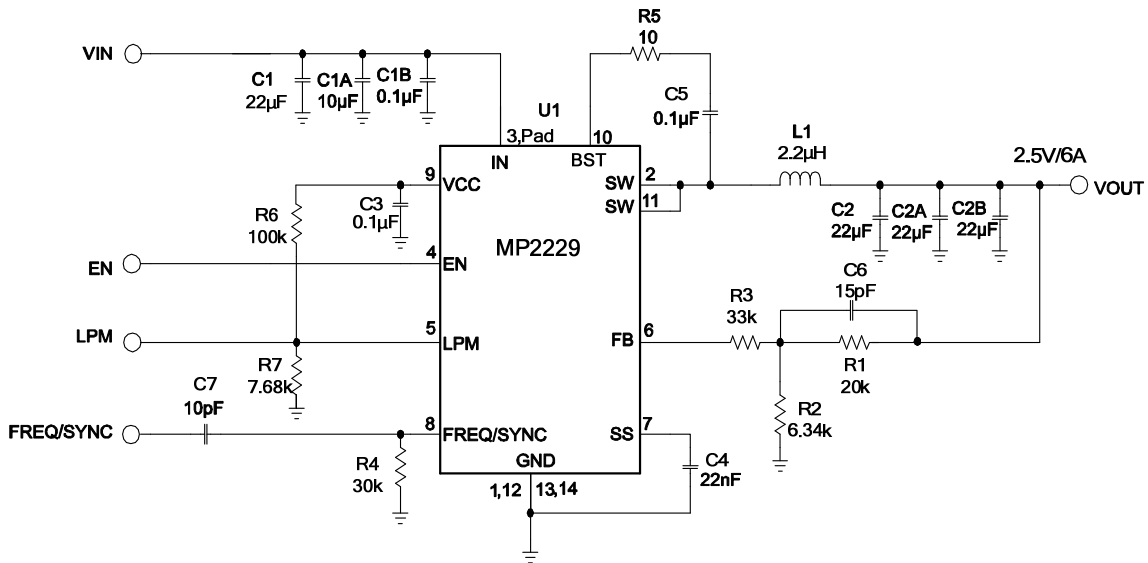 R5
10
VIN
C1
22µF
C1A
10µF
C1B
0.1µF
C5
0.1µF
U1
3,Pad
10
IN
BST
L1
2.2µH
2.5V/6A
VOUT
9
VCC
SW
2
SW
11
C3
0.1µF
R6
100k
C2
22µF
C2A
22µF
C2B
22µF
MP2229
EN
4
EN
C6
15pF
R3
33k
LPM
5
LPM
FB
6
R1
20k
R7
7.68k
C7
10pF
R2
6.34k
FREQ/SYNC
8
FREQ/SYNC
SS
7
GND
R4
30k
C4
22nF
1,12
13,14